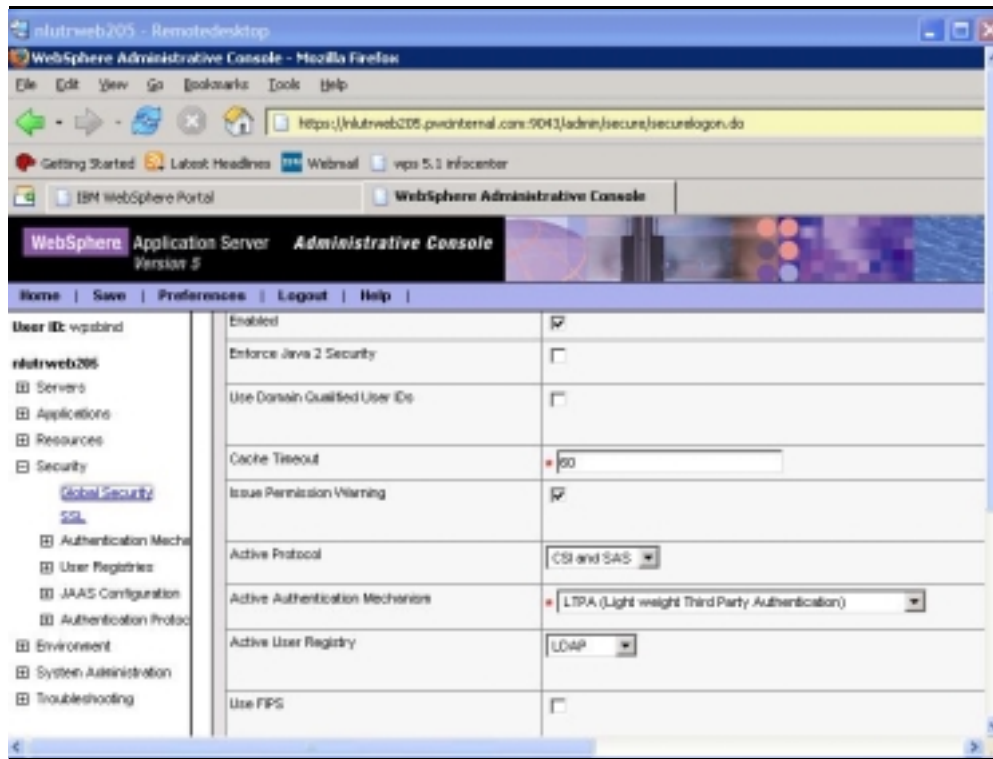 nlutrweb205 - Remotedesktop
WebSphere Administrative Console - Mozilla Firefox
File Edit View Go Bookmarks Tools Help
https://nlutrweb205.pwcinternal.com:9043/admin/secure/securelogon.do
Getting Started Latest Headlines Webmail wps 5.1 infocenter
IBM WebSphere Portal WebSphere Administrative Console
WebSphere Application Server Administrative Console
Version 5
Home | Save | Preferences | Logout | Help |
User ID: wpsbind
nlutrweb205
Servers
Applications
Resources
Security
Global Security
SSL
Authentication Mecha
User Registries
JAAS Configuration
Authentication Protoc
Environment
System Administration
Troubleshooting
Enabled
Enforce Java 2 Security
Use Domain Qualified User IDs
Cache Timeout * 60
Issue Permission Warning
Active Protocol CSI and SAS
Active Authentication Mechanism * LTPA (Light weight Third Party Authentication)
Active User Registry LDAP
Use FIPS